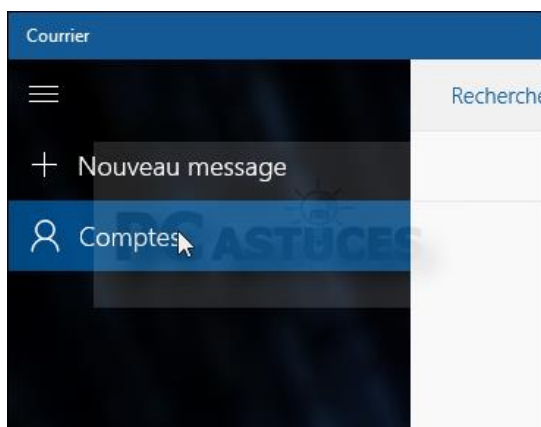 Courrier
Recherche
Nouveau message
Comptes
PC ASTUCES